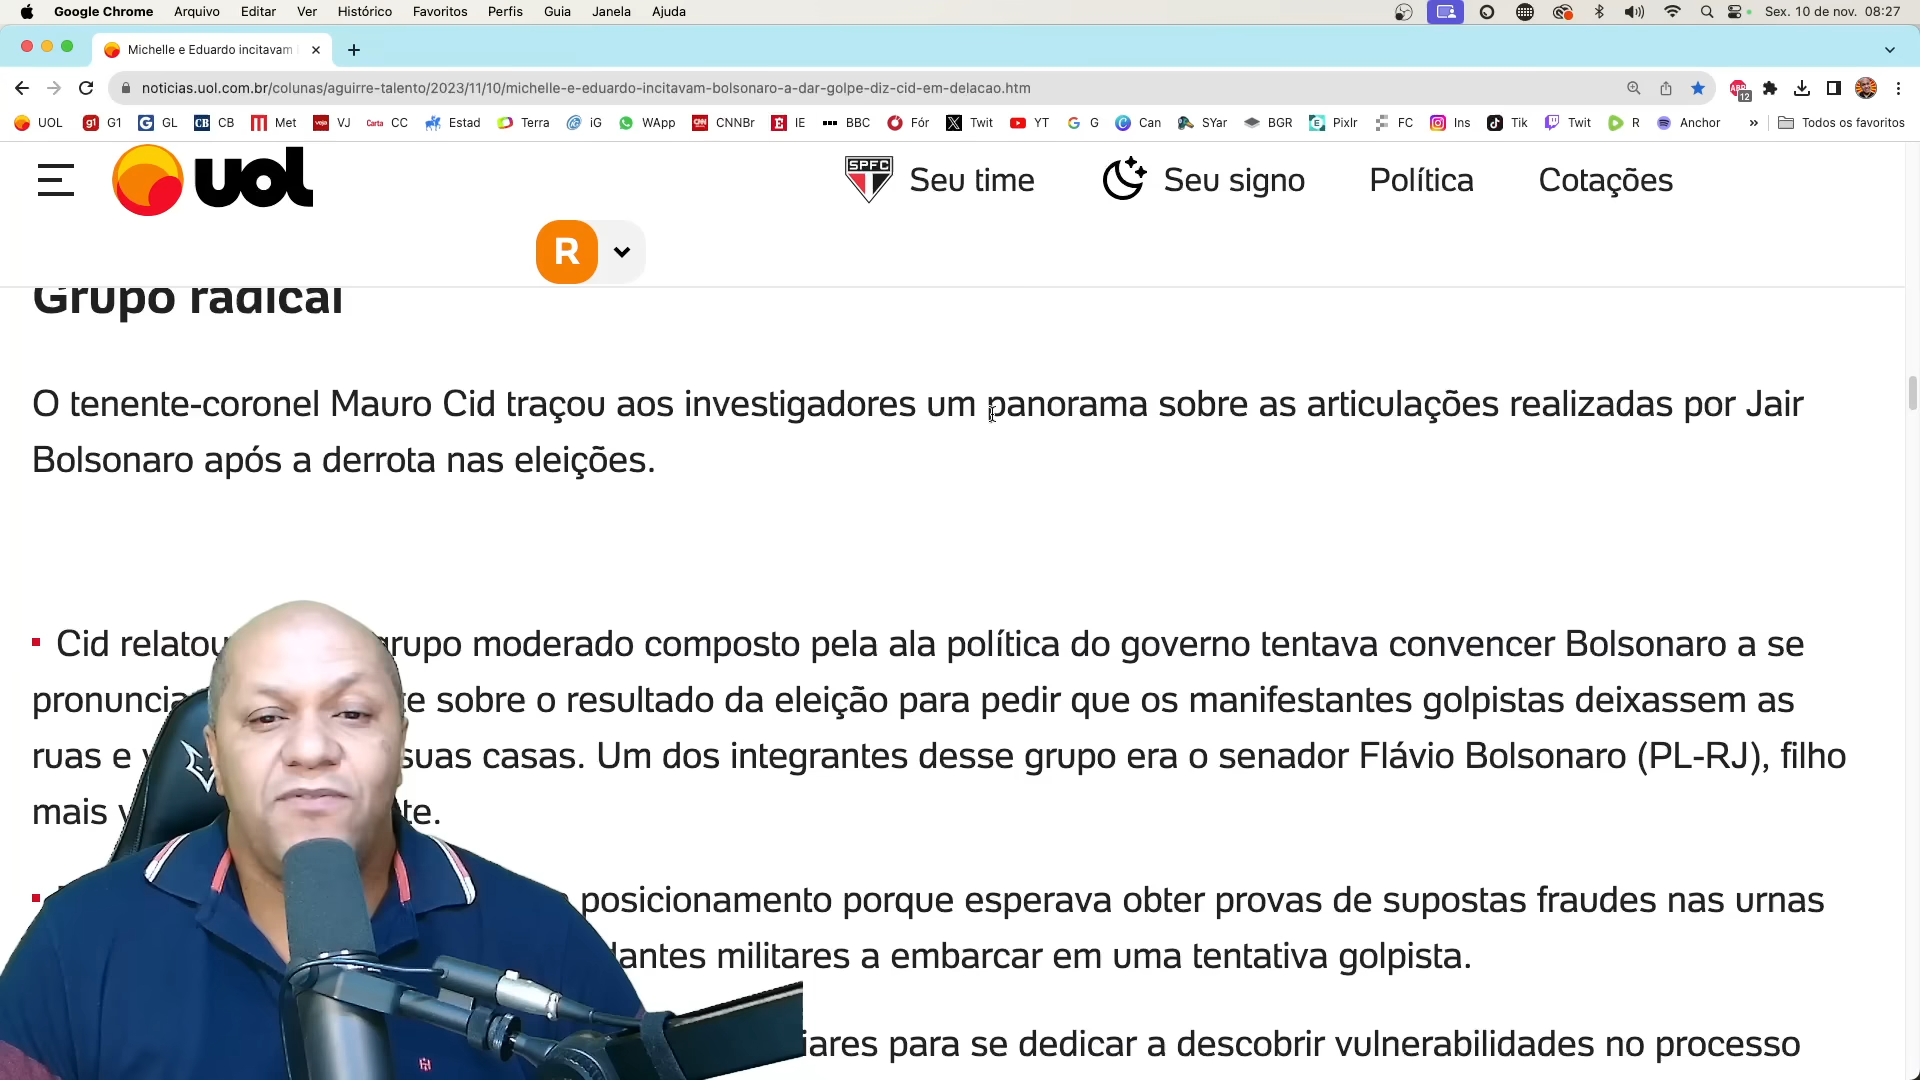 Google Chrome Arquivo Editar Ver Histórico Favoritos Perfis Guia Janela Ajuda Sex. 10 de nov. 08:27
Michelle e Eduardo incitavam
noticias.uol.com.br/colunas/aguirre-talento/2023/11/10/michelle-e-eduardo-incitavam-bolsonaro-a-dar-golpe-diz-cid-em-delacao.htm
ABP 12
UOL g1 G1 GL CB CB Met VJ Carta CC Estad Terra iG WApp CNN CNNBr IE BBC Fór Twit YT G Can SYar BGR Pixlr FC Ins Tik Twit R Anchor » Todos os favoritos
uol SPFC Seu time Seu signo Política Cotações
R
Grupo radical
O tenente-coronel Mauro Cid traçou aos investigadores um panorama sobre as articulações realizadas por Jair
Bolsonaro após a derrota nas eleições.
Cid relatou grupo moderado composto pela ala política do governo tentava convencer Bolsonaro a se
sobre o resultado da eleição para pedir que os manifestantes golpistas deixassem as
ruas e suas casas. Um dos integrantes desse grupo era o senador Flávio Bolsonaro (PL-RJ), filho
mais
posicionamento porque esperava obter provas de supostas fraudes nas urnas
militares a embarcar em uma tentativa golpista.
para se dedicar a descobrir vulnerabilidades no processo